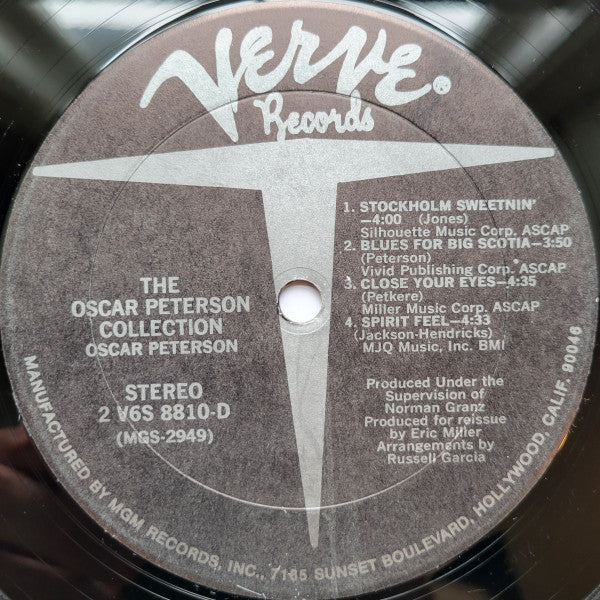 VERVE®
Records
1. STOCKHOLM SWEETNIN'
—4:00 (Jones)
Silhouette Music Corp. ASCAP
2. BLUES FOR BIG SCOTIA—3:50
(Peterson)
Vivid Publishing Corp. ASCAP
3. CLOSE YOUR EYES—4:35
(Petkere)
Miller Music Corp. ASCAP
4. SPIRIT FEEL—4:33
(Jackson-Hendricks)
MJQ Music, Inc. BMI
THE
OSCAR PETERSON
COLLECTION
OSCAR PETERSON
STEREO
2 V6S 8810-D
(MGS-2949)
Produced Under the
Supervision of
Norman Granz
Produced for reissue
by Eric Miller
Arrangements by
Russell Garcia
MANUFACTURED BY MGM RECORDS, INC., 7165 SUNSET BOULEVARD, HOLLYWOOD, CALIF. 90046